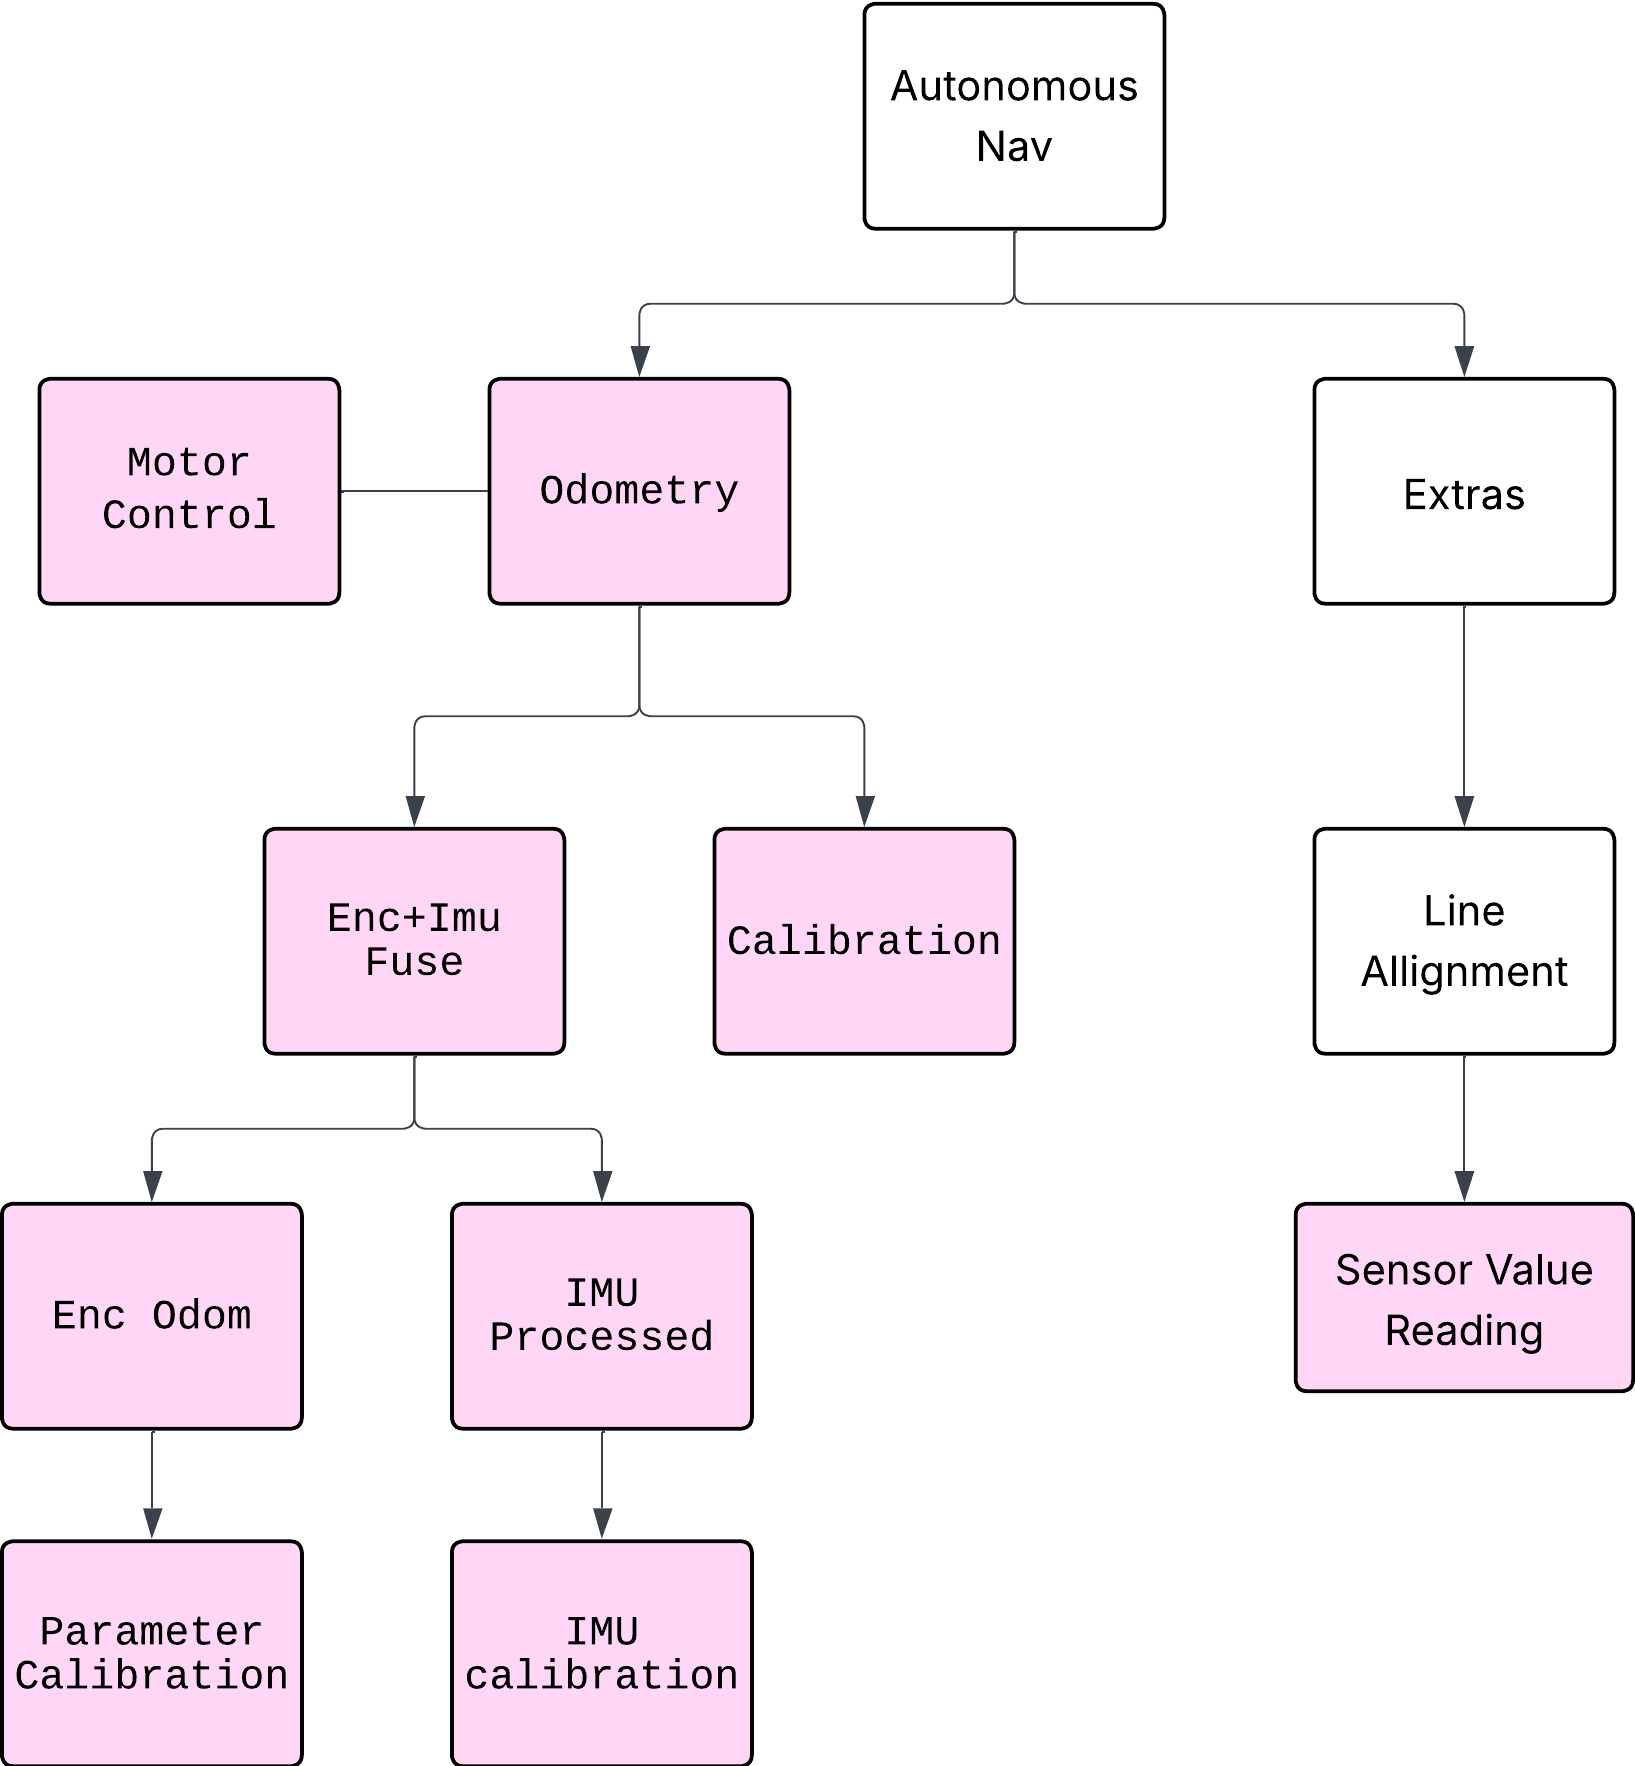 Autonomous
Nav
Motor
Control
Odometry
Extras
Enc+Imu
Fuse
Calibration
Line
Allignment
Enc Odom
IMU
Processed
Sensor Value
Reading
Parameter
Calibration
IMU
calibration